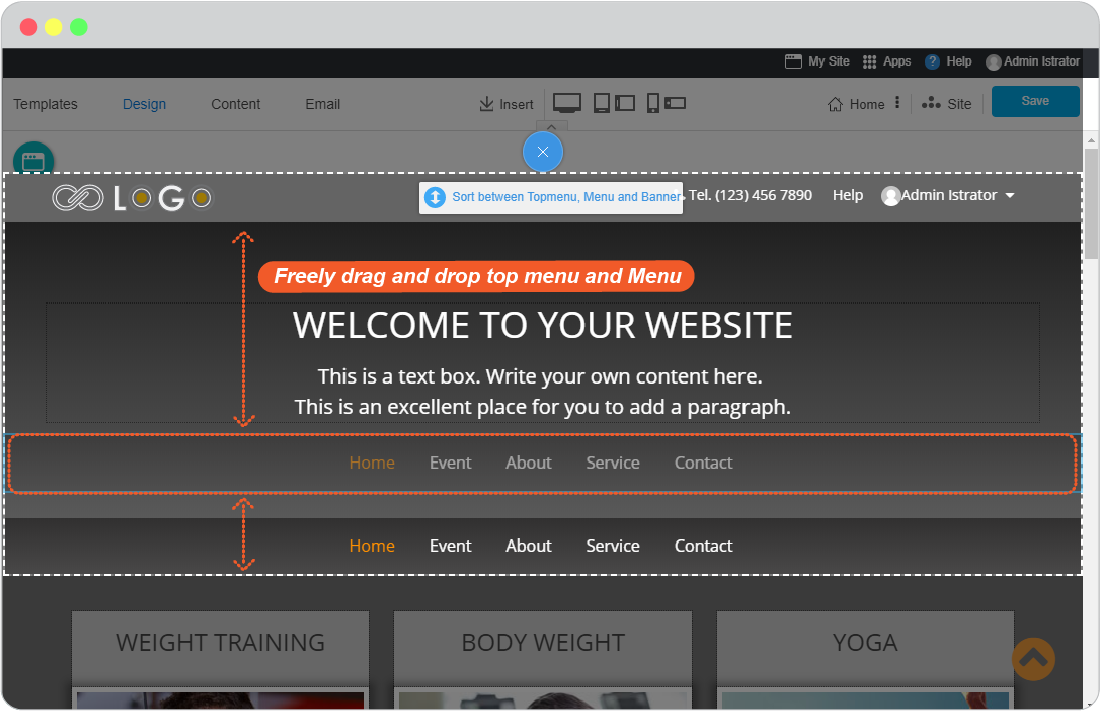 My Site Apps ? Help Admin Istrator
Templates Design Content Email Insert Home Site Save
LOGO Sort between Topmenu, Menu and Banner Tel. (123) 456 7890 Help Admin Istrator
Freely drag and drop top menu and Menu
WELCOME TO YOUR WEBSITE
This is a text box. Write your own content here.
This is an excellent place for you to add a paragraph.
Home Event About Service Contact
Home Event About Service Contact
WEIGHT TRAINING BODY WEIGHT YOGA